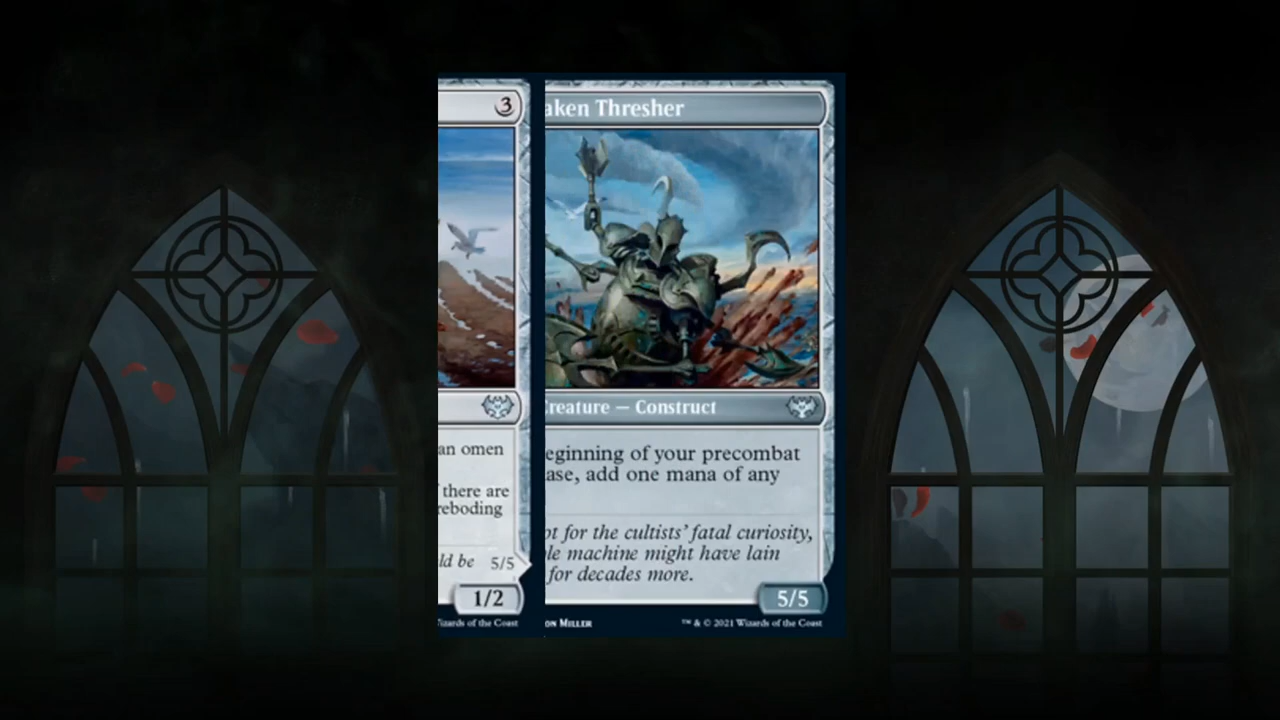 3
an omen
there are
reboding
ld be 5/5
1/2
Wizards of the Coast
aken Thresher
Creature — Construct
eginning of your precombat
ase, add one mana of any
ot for the cultists' fatal curiosity,
le machine might have lain
for decades more.
5/5
ON MILLER ™ & © 2021 Wizards of the Coast